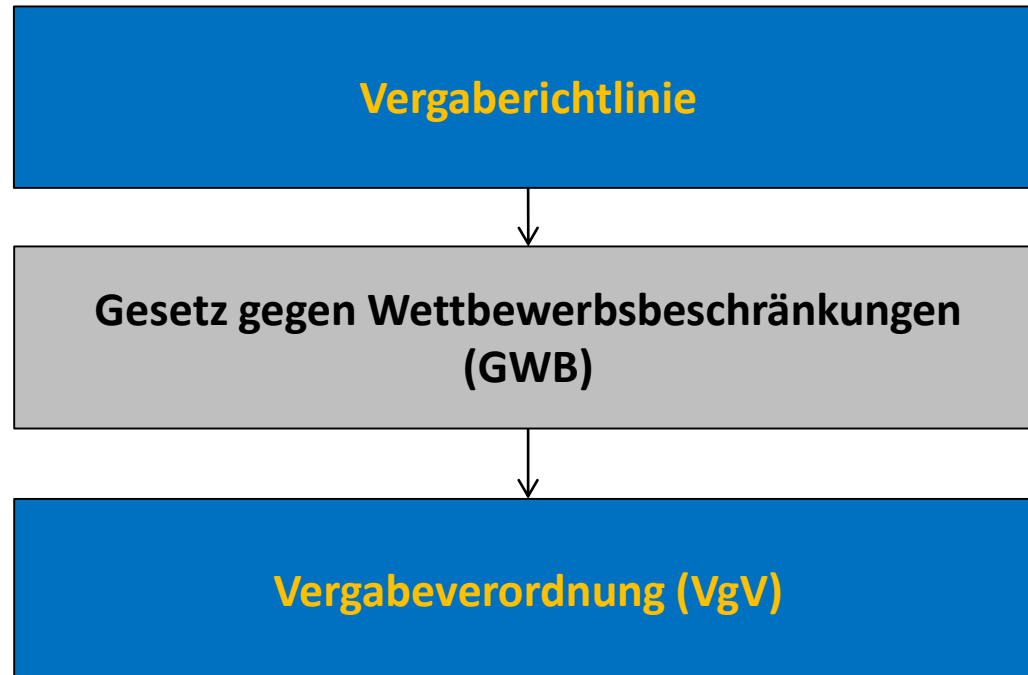 Vergaberichtlinie
Gesetz gegen Wettbewerbsbeschränkungen
(GWB)
Vergabeverordnung (VgV)